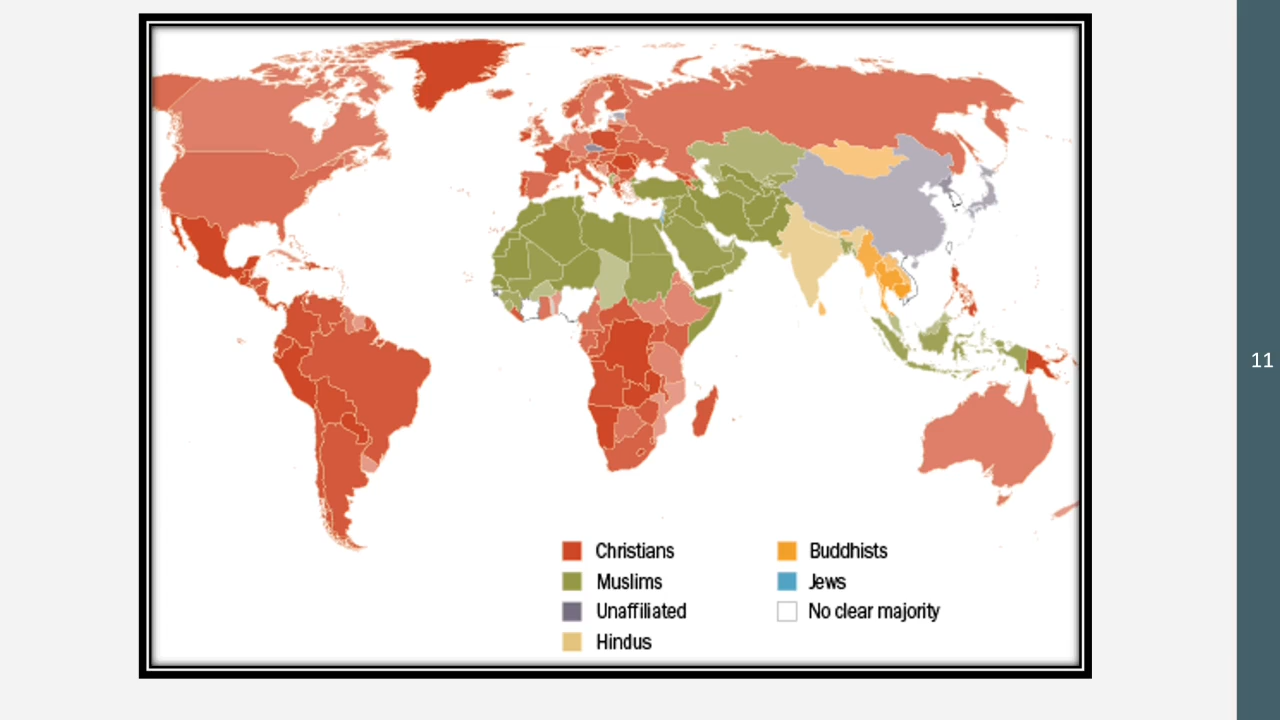 Christians
Muslims
Unaffiliated
Hindus
Buddhists
Jews
No clear majority
11